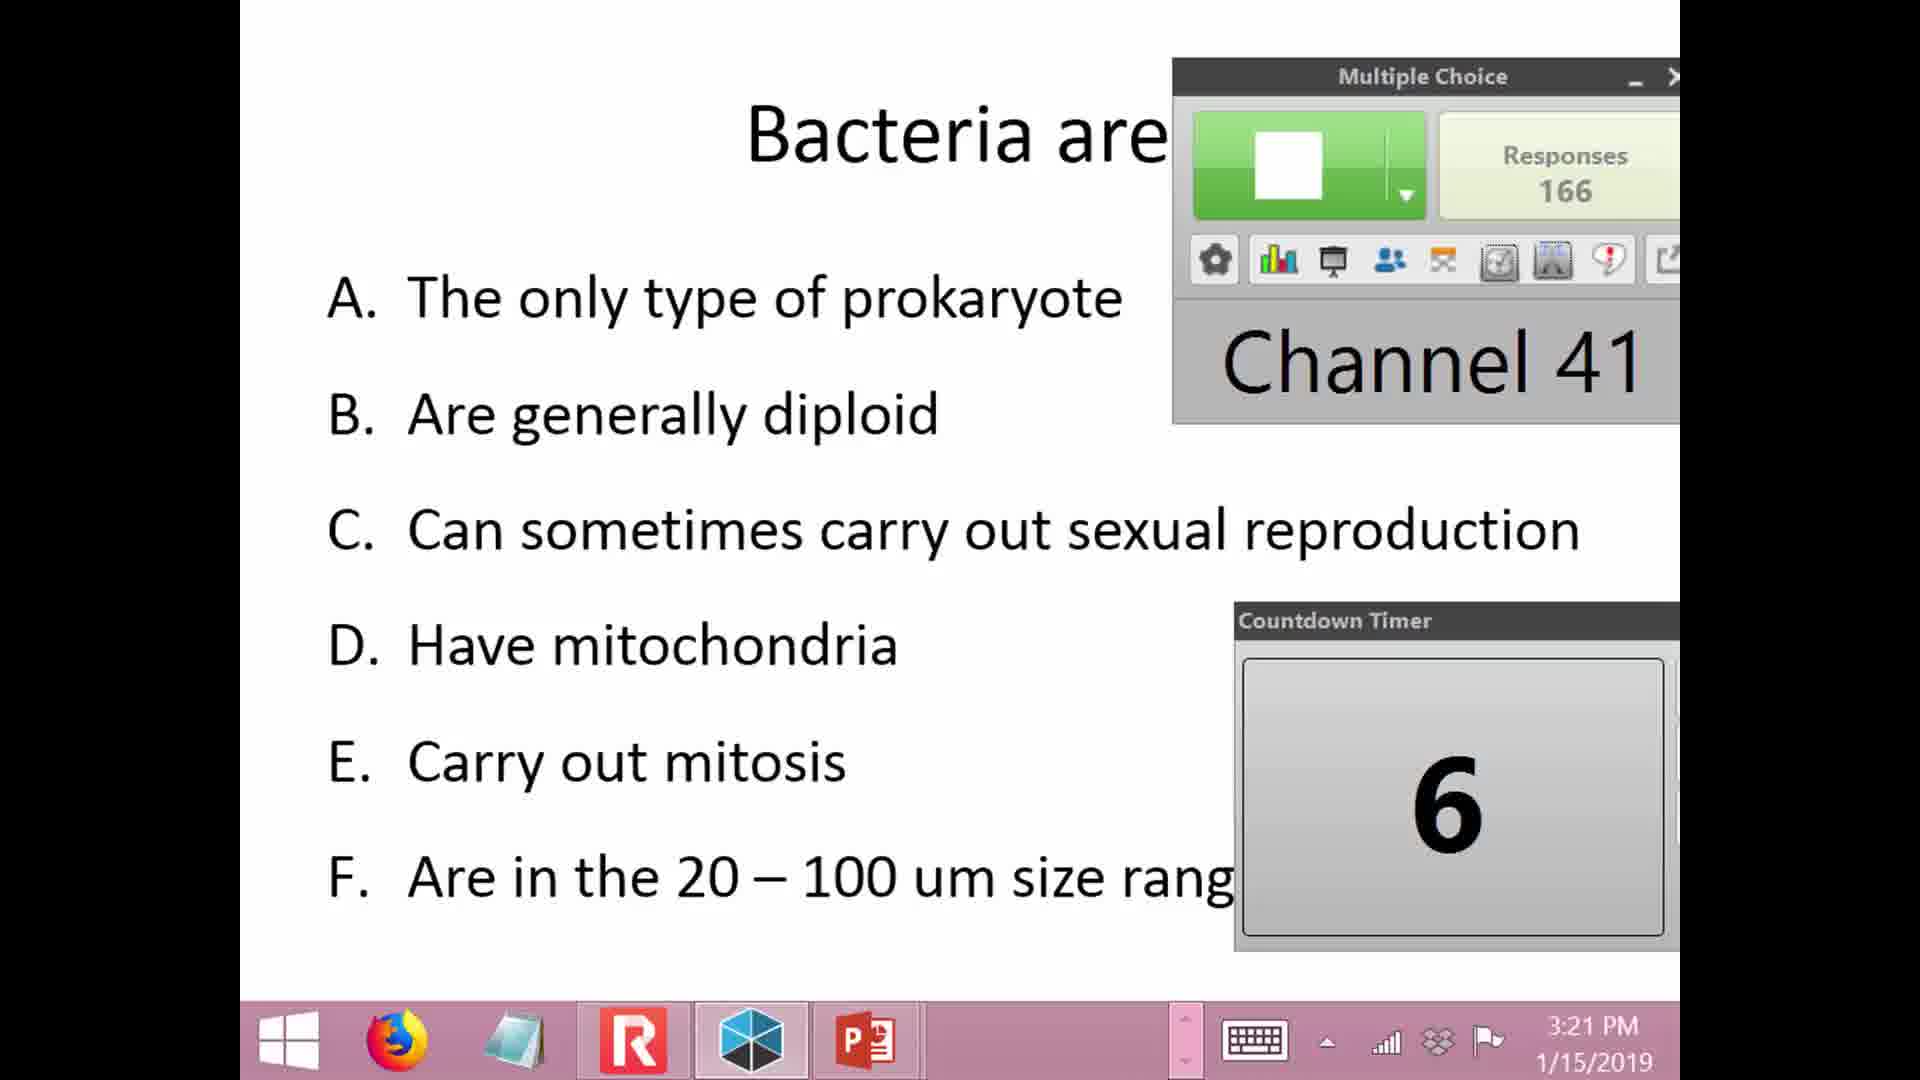 Bacteria are
A. The only type of prokaryote
B. Are generally diploid
C. Can sometimes carry out sexual reproduction
D. Have mitochondria
E. Carry out mitosis
F. Are in the 20 – 100 um size rang
Multiple Choice
Responses
166
Channel 41
Countdown Timer
6
3:21 PM
1/15/2019